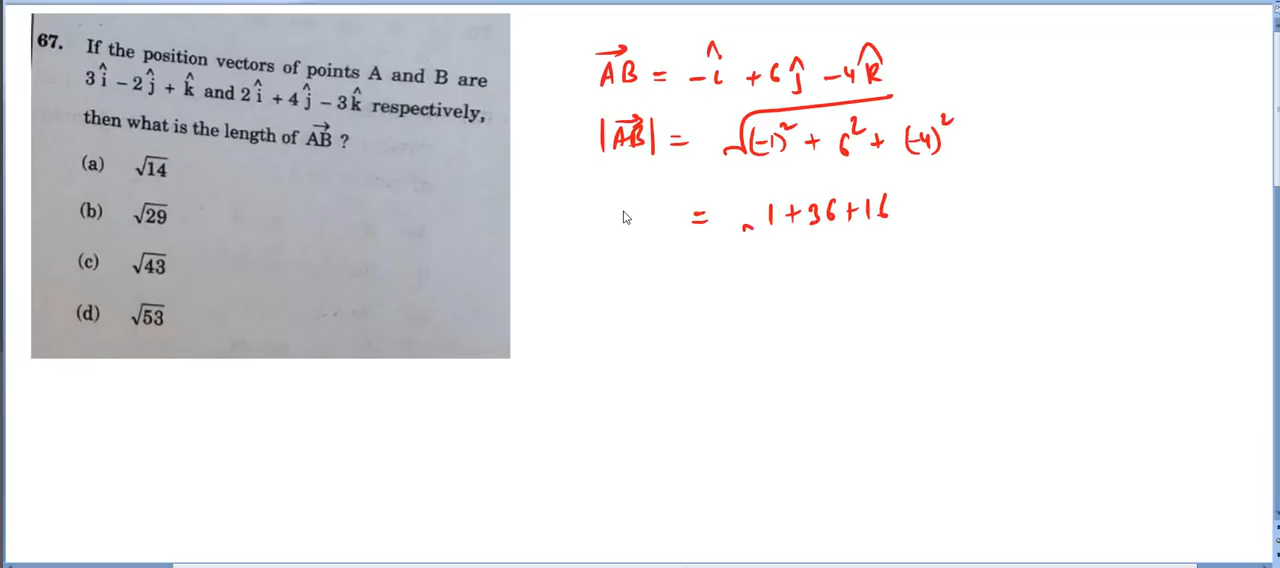 67. If the position vectors of points A and B are
3î − 2ĵ + k̂ and 2î + 4ĵ − 3k̂ respectively,
then what is the length of AB⃗ ?
(a) √14
(b) √29
(c) √43
(d) √53
AB⃗ = −î + 6ĵ − 4k̂
|AB⃗| = √(−1)² + 6² + (−4)²
= 1 + 36 + 16